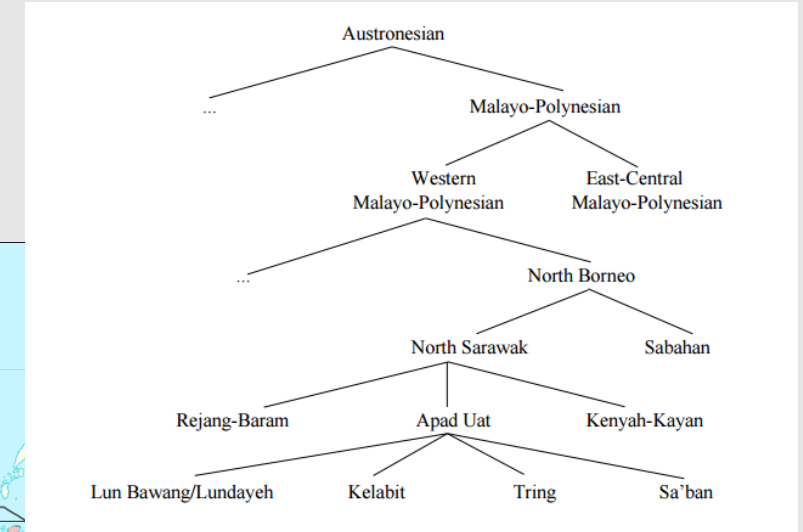 Austronesian
...
Malayo-Polynesian
Western
Malayo-Polynesian
East-Central
Malayo-Polynesian
...
North Borneo
North Sarawak
Sabahan
Rejang-Baram
Apad Uat
Kenyah-Kayan
Lun Bawang/Lundayeh
Kelabit
Tring
Sa’ban